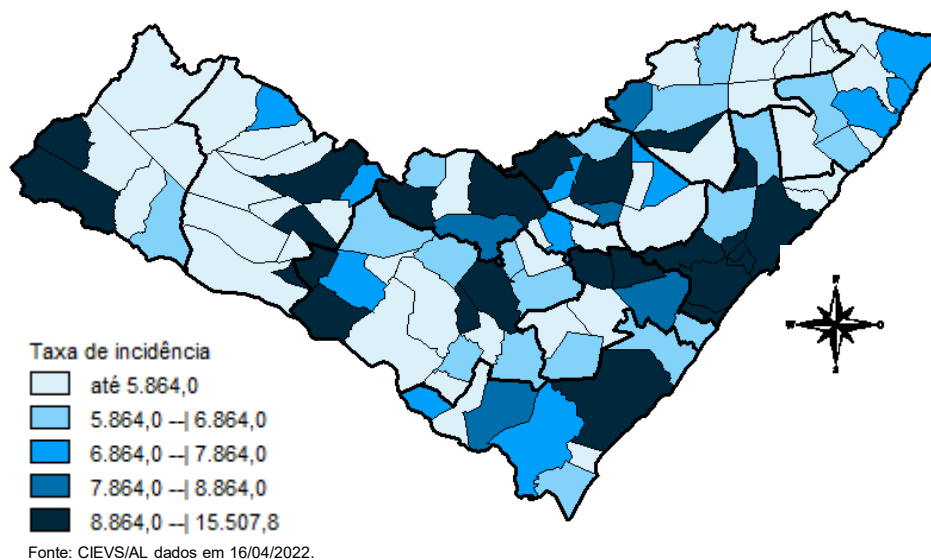 Taxa de incidência
até 5.864,0
5.864,0 --| 6.864,0
6.864,0 --| 7.864,0
7.864,0 --| 8.864,0
8.864,0 --| 15.507,8
Fonte: CIEVS/AL dados em 16/04/2022.